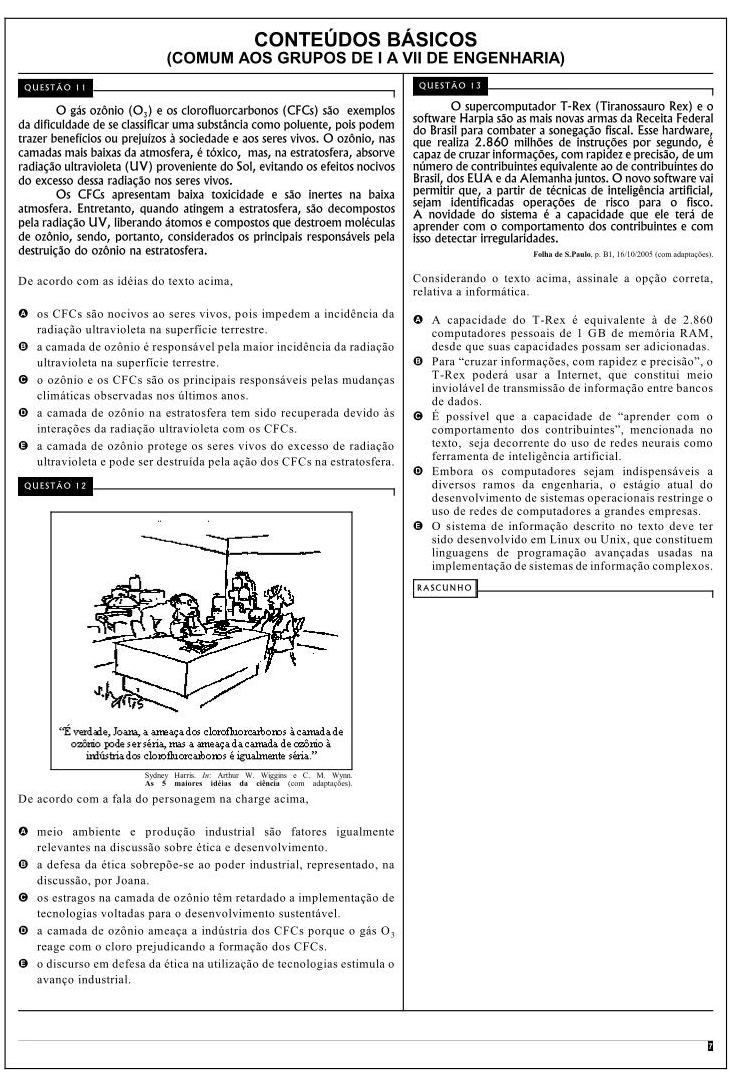 CONTEÚDOS BÁSICOS
(COMUM AOS GRUPOS DE I A VII DE ENGENHARIA)
QUESTÃO 11
O gás ozônio (O3) e os clorofluorcarbonos (CFCs) são exemplos
da dificuldade de se classificar uma substância como poluente, pois podem
trazer benefícios ou prejuízos à sociedade e aos seres vivos. O ozônio, nas
camadas mais baixas da atmosfera, é tóxico, mas, na estratosfera, absorve
radiação ultravioleta (UV) proveniente do Sol, evitando os efeitos nocivos
do excesso dessa radiação nos seres vivos.
Os CFCs apresentam baixa toxicidade e são inertes na baixa
atmosfera. Entretanto, quando atingem a estratosfera, são decompostos
pela radiação UV, liberando átomos e compostos que destroem moléculas
de ozônio, sendo, portanto, considerados os principais responsáveis pela
destruição do ozônio na estratosfera.
De acordo com as idéias do texto acima,
A os CFCs são nocivos ao seres vivos, pois impedem a incidência da
radiação ultravioleta na superfície terrestre.
B a camada de ozônio é responsável pela maior incidência da radiação
ultravioleta na superfície terrestre.
C o ozônio e os CFCs são os principais responsáveis pelas mudanças
climáticas observadas nos últimos anos.
D a camada de ozônio na estratosfera tem sido recuperada devido às
interações da radiação ultravioleta com os CFCs.
E a camada de ozônio protege os seres vivos do excesso de radiação
ultravioleta e pode ser destruída pela ação dos CFCs na estratosfera.
QUESTÃO 12
S. HARRIS
“É verdade, Joana, a ameaça dos clorofluorcarbonos à camada de
ozônio pode ser séria, mas a ameaça da camada de ozônio à
indústria dos clorofluorcarbonos é igualmente séria.”
Sydney Harris. In: Arthur W. Wiggins e C. M. Wynn.
As 5 maiores idéias da ciência (com adaptações).
De acordo com a fala do personagem na charge acima,
A meio ambiente e produção industrial são fatores igualmente
relevantes na discussão sobre ética e desenvolvimento.
B a defesa da ética sobrepõe-se ao poder industrial, representado, na
discussão, por Joana.
C os estragos na camada de ozônio têm retardado a implementação de
tecnologias voltadas para o desenvolvimento sustentável.
D a camada de ozônio ameaça a indústria dos CFCs porque o gás O3
reage com o cloro prejudicando a formação dos CFCs.
E o discurso em defesa da ética na utilização de tecnologias estimula o
avanço industrial.
QUESTÃO 13
O supercomputador T-Rex (Tiranossauro Rex) e o
software Harpia são as mais novas armas da Receita Federal
do Brasil para combater a sonegação fiscal. Esse hardware,
que realiza 2.860 milhões de instruções por segundo, é
capaz de cruzar informações, com rapidez e precisão, de um
número de contribuintes equivalente ao de contribuintes do
Brasil, dos EUA e da Alemanha juntos. O novo software vai
permitir que, a partir de técnicas de inteligência artificial,
sejam identificadas operações de risco para o fisco.
A novidade do sistema é a capacidade que ele terá de
aprender com o comportamento dos contribuintes e com
isso detectar irregularidades.
Folha de S.Paulo, p. B1, 16/10/2005 (com adaptações).
Considerando o texto acima, assinale a opção correta,
relativa a informática.
A A capacidade do T-Rex é equivalente à de 2.860
computadores pessoais de 1 GB de memória RAM,
desde que suas capacidades possam ser adicionadas.
B Para “cruzar informações, com rapidez e precisão”, o
T-Rex poderá usar a Internet, que constitui meio
inviolável de transmissão de informação entre bancos
de dados.
C É possível que a capacidade de “aprender com o
comportamento dos contribuintes”, mencionada no
texto, seja decorrente do uso de redes neurais como
ferramenta de inteligência artificial.
D Embora os computadores sejam indispensáveis a
diversos ramos da engenharia, o estágio atual do
desenvolvimento de sistemas operacionais restringe o
uso de redes de computadores a grandes empresas.
E O sistema de informação descrito no texto deve ter
sido desenvolvido em Linux ou Unix, que constituem
linguagens de programação avançadas usadas na
implementação de sistemas de informação complexos.
RASCUNHO
7